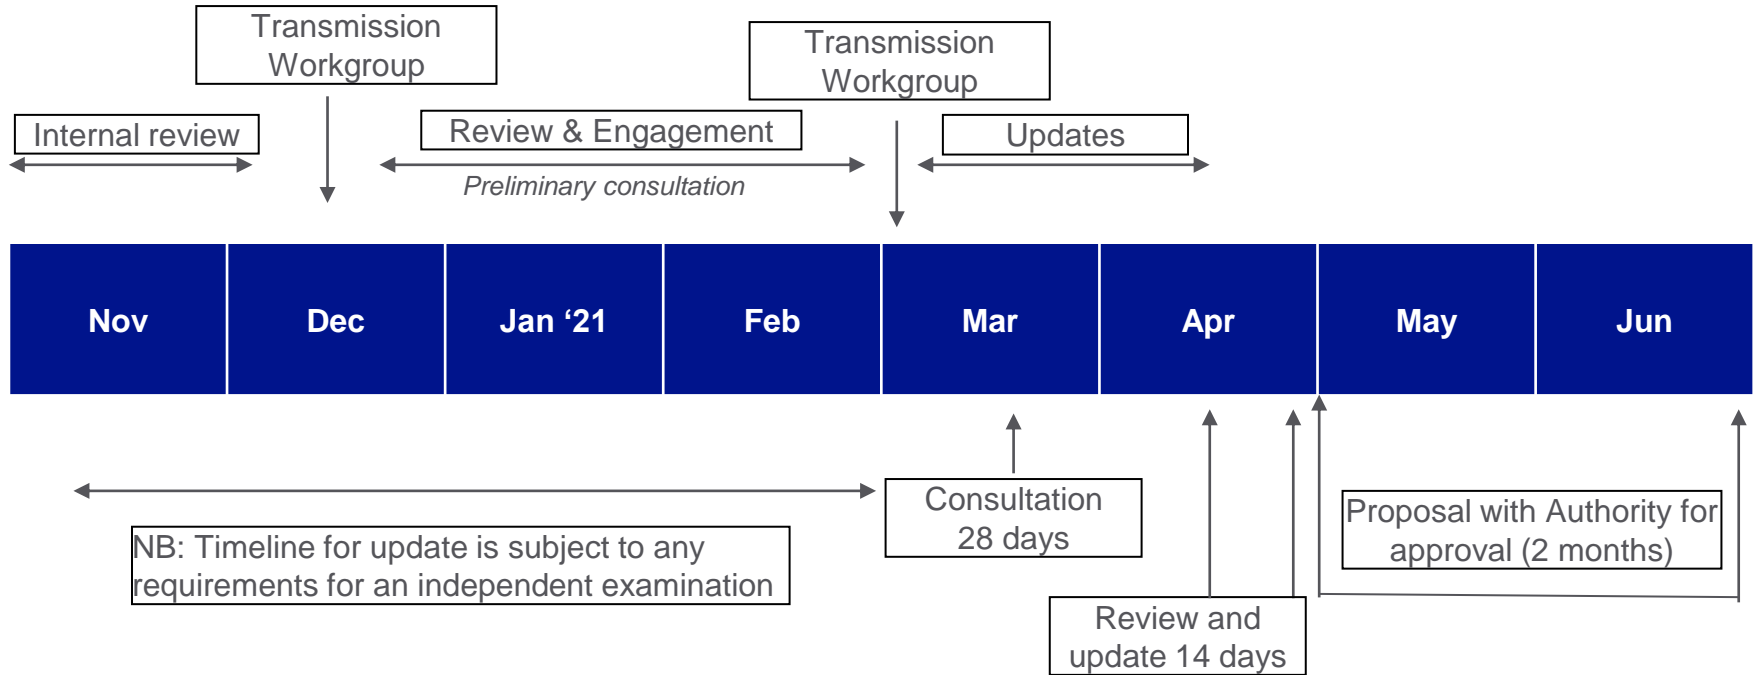 Transmission
Workgroup
Transmission
Workgroup
Internal review
Review & Engagement
Updates
Preliminary consultation
Nov
Dec
Jan ‘21
Feb
Mar
Apr
May
Jun
Consultation
28 days
Proposal with Authority for
approval (2 months)
NB: Timeline for update is subject to any
requirements for an independent examination
Review and
update 14 days